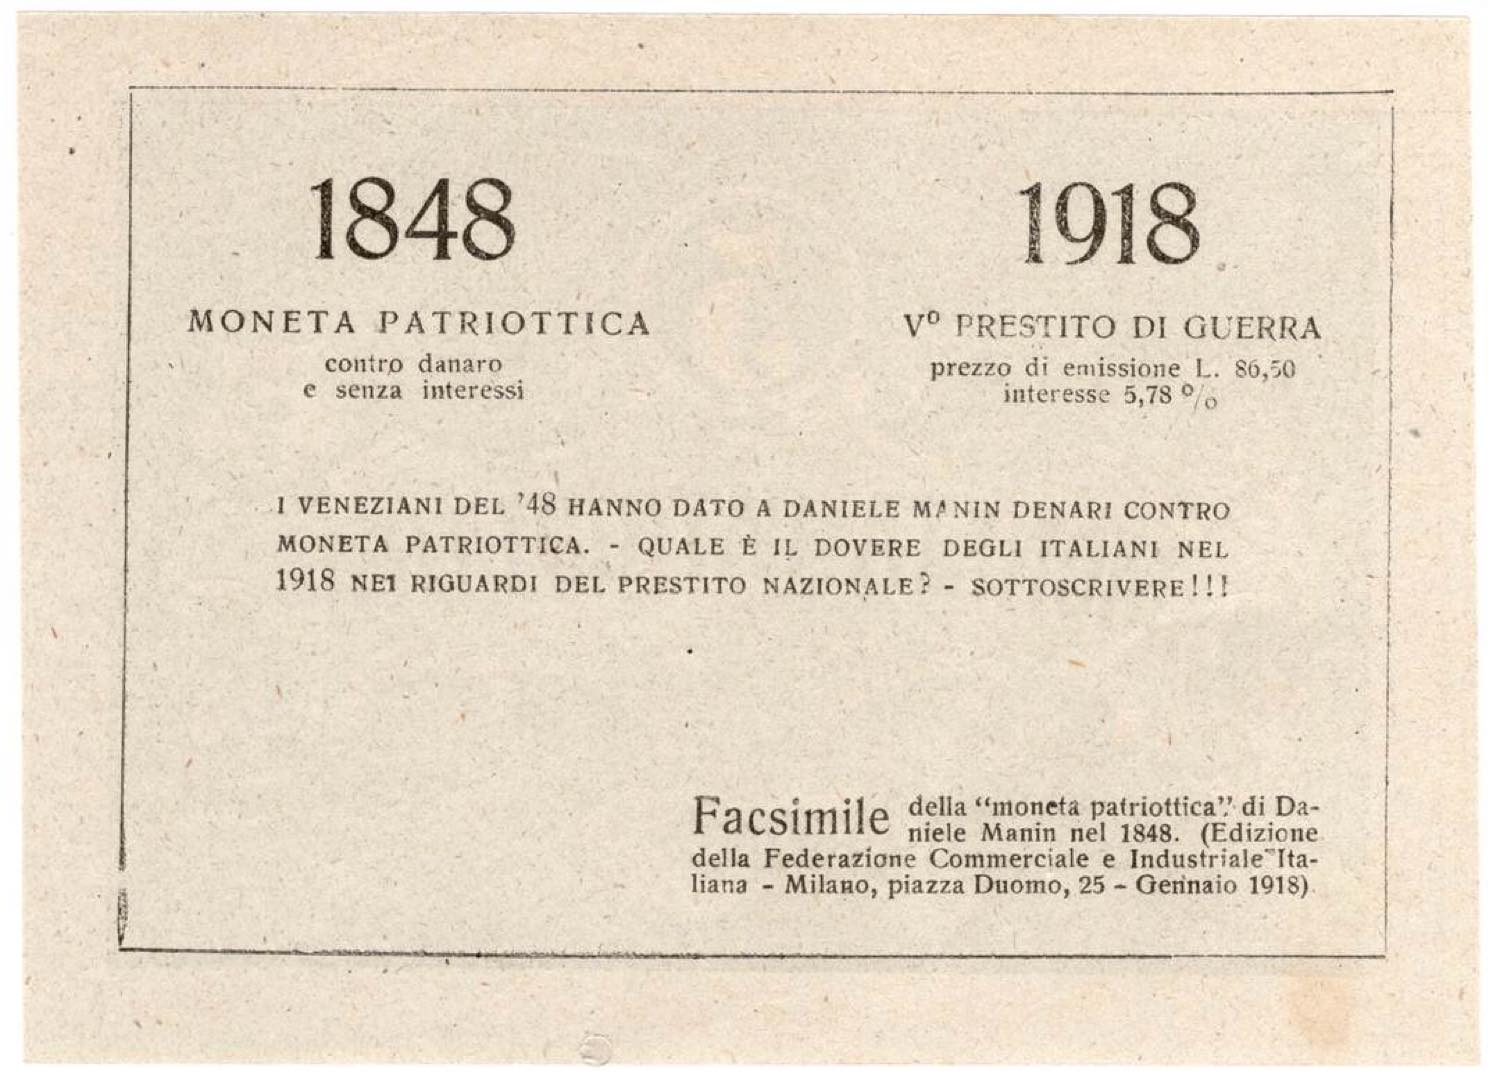 1848
MONETA PATRIOTTICA
contro danaro
e senza interessi
1918
Vº PRESTITO DI GUERRA
prezzo di emissione L. 86,50
interesse 5,78 º/o
I VENEZIANI DEL '48 HANNO DATO A DANIELE MANIN DENARI CONTRO
MONETA PATRIOTTICA. - QUALE È IL DOVERE DEGLI ITALIANI NEL
1918 NEI RIGUARDI DEL PRESTITO NAZIONALE? - SOTTOSCRIVERE!!!
Facsimile della “moneta patriottica” di Da-
niele Manin nel 1848. (Edizione
della Federazione Commerciale e Industriale Ita-
liana - Milano, piazza Duomo, 25 - Gennaio 1918)